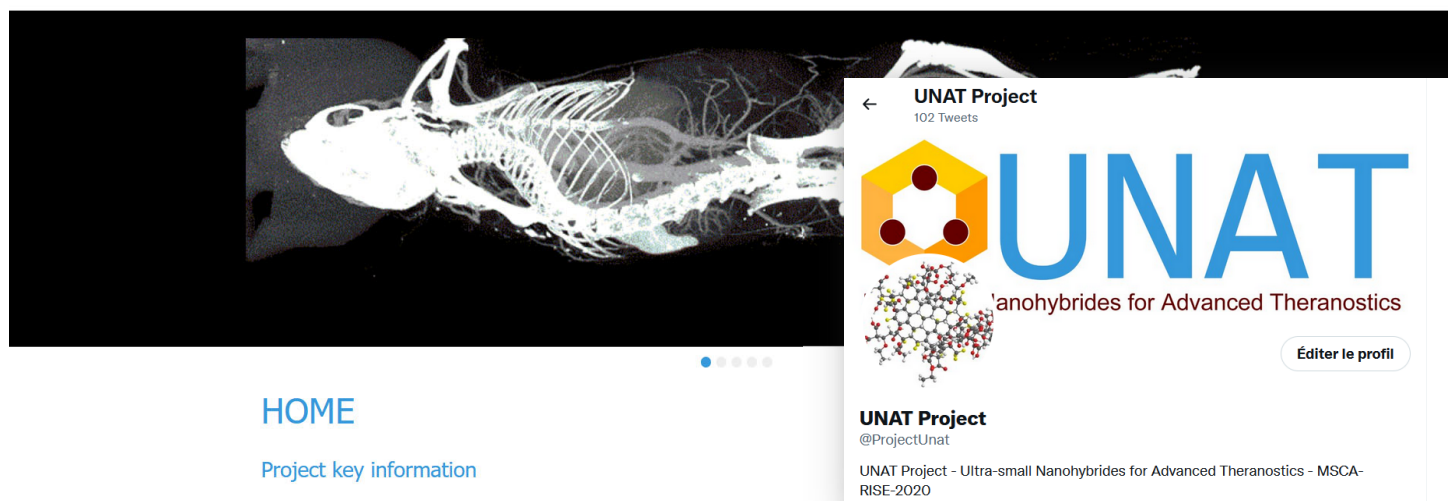 HOME
Project key information
UNAT Project
102 Tweets
UNAT
anohybrides for Advanced Theranostics
Éditer le profil
UNAT Project
@ProjectUnat
UNAT Project - Ultra-small Nanohybrides for Advanced Theranostics - MSCA-
RISE-2020